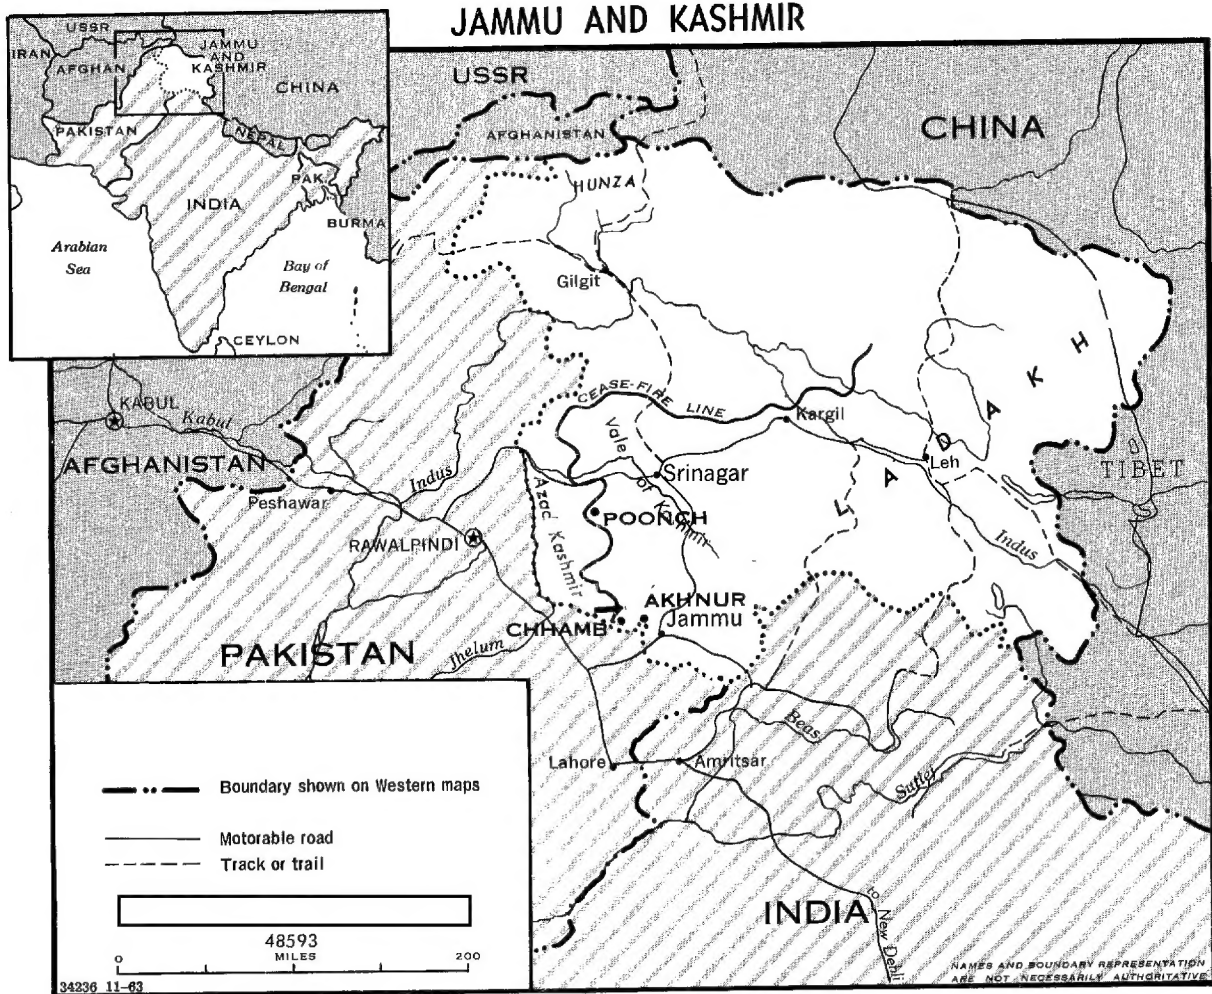 JAMMU AND KASHMIR
USSR
IRAN
AFGHAN
JAMMU
AND
KASHMIR
CHINA
PAKISTAN
NEPAL
PAK.
INDIA
BURMA
Arabian
Sea
Bay of
Bengal
CEYLON
USSR
AFGHANISTAN
CHINA
HUNZA
Gilgit
CEASE-FIRE LINE
Kargil
LADAKH
Leh
TIBET
KABUL
Kabul
AFGHANISTAN
Peshawar
Indus
RAWALPINDI
Srinagar
Vale of Kashmir
POONCH
Azad Kashmir
Indus
AKHNUR
Jammu
CHHAMB
PAKISTAN
Jhelum
Beas
Lahore
Amritsar
Sutlej
INDIA
to New Dehli
Boundary shown on Western maps
Motorable road
Track or trail
48593
MILES
0 200
34236 11-63
NAMES AND BOUNDARY REPRESENTATION
ARE NOT NECESSARILY AUTHORITATIVE